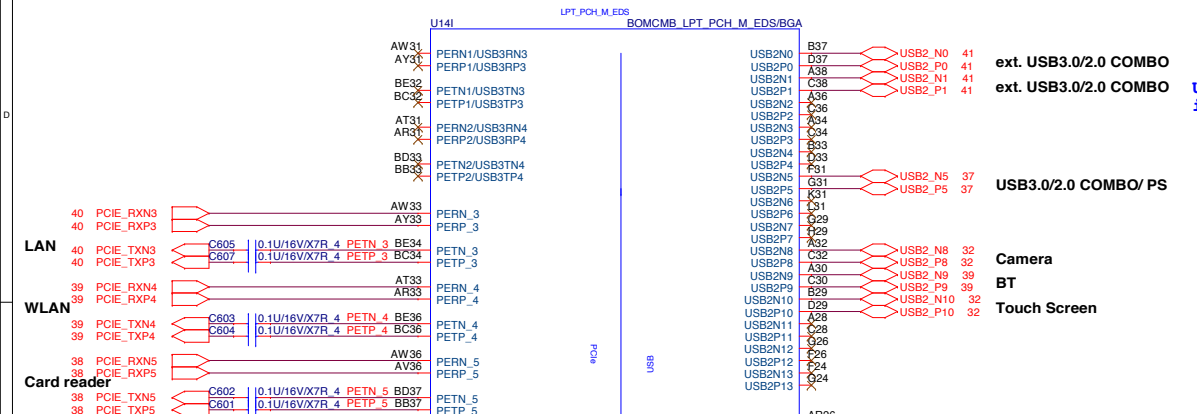 LPT_PCH_M_EDS
U14I BOMCMB_LPT_PCH_M_EDS/BGA
AW31 PERN1/USB3RN3
AY31 PERP1/USB3RP3
BE32 PETN1/USB3TN3
BC32 PETP1/USB3TP3
AT31 PERN2/USB3RN4
AR31 PERP2/USB3RP4
BD33 PETN2/USB3TN4
BB33 PETP2/USB3TP4
40 PCIE_RXN3 AW33 PERN_3
40 PCIE_RXP3 AY33 PERP_3
LAN
40 PCIE_TXN3 C605 0.1U/16V/X7R_4 PETN_3 BE34 PETN_3
40 PCIE_TXP3 C607 0.1U/16V/X7R_4 PETP_3 BC34 PETP_3
39 PCIE_RXN4 AT33 PERN_4
39 PCIE_RXP4 AR33 PERP_4
WLAN
39 PCIE_TXN4 C603 0.1U/16V/X7R_4 PETN_4 BE36 PETN_4
39 PCIE_TXP4 C604 0.1U/16V/X7R_4 PETP_4 BC36 PETP_4
38 PCIE_RXN5 AW36 PERN_5
38 PCIE_RXP5 AV36 PERP_5
Card reader
38 PCIE_TXN5 C602 0.1U/16V/X7R_4 PETN_5 BD37 PETN_5
38 PCIE_TXP5 C601 0.1U/16V/X7R_4 PETP_5 BB37 PETP_5
D
PCIe
USB
USB2N0 B37 USB2_N0 41
USB2P0 D37 USB2_P0 41
ext. USB3.0/2.0 COMBO
USB2N1 A38 USB2_N1 41
USB2P1 C38 USB2_P1 41
ext. USB3.0/2.0 COMBO
USB2N2 A36
USB2P2 C36
USB2N3 A34
USB2P3 C34
USB2N4 B33
USB2P4 D33
USB2N5 F31 USB2_N5 37
USB2P5 G31 USB2_P5 37
USB3.0/2.0 COMBO/ PS
USB2N6 K31
USB2P6 L31
USB2N7 G29
USB2P7 H29
USB2N8 A32 USB2_N8 32
USB2P8 C32 USB2_P8 32
Camera
USB2N9 A30 USB2_N9 39
USB2P9 C30 USB2_P9 39
BT
USB2N10 B29 USB2_N10 32
USB2P10 D29 USB2_P10 32
Touch Screen
USB2N11 A28
USB2P11 C28
USB2N12 G26
USB2P12 F26
USB2N13 F24
USB2P13 G24